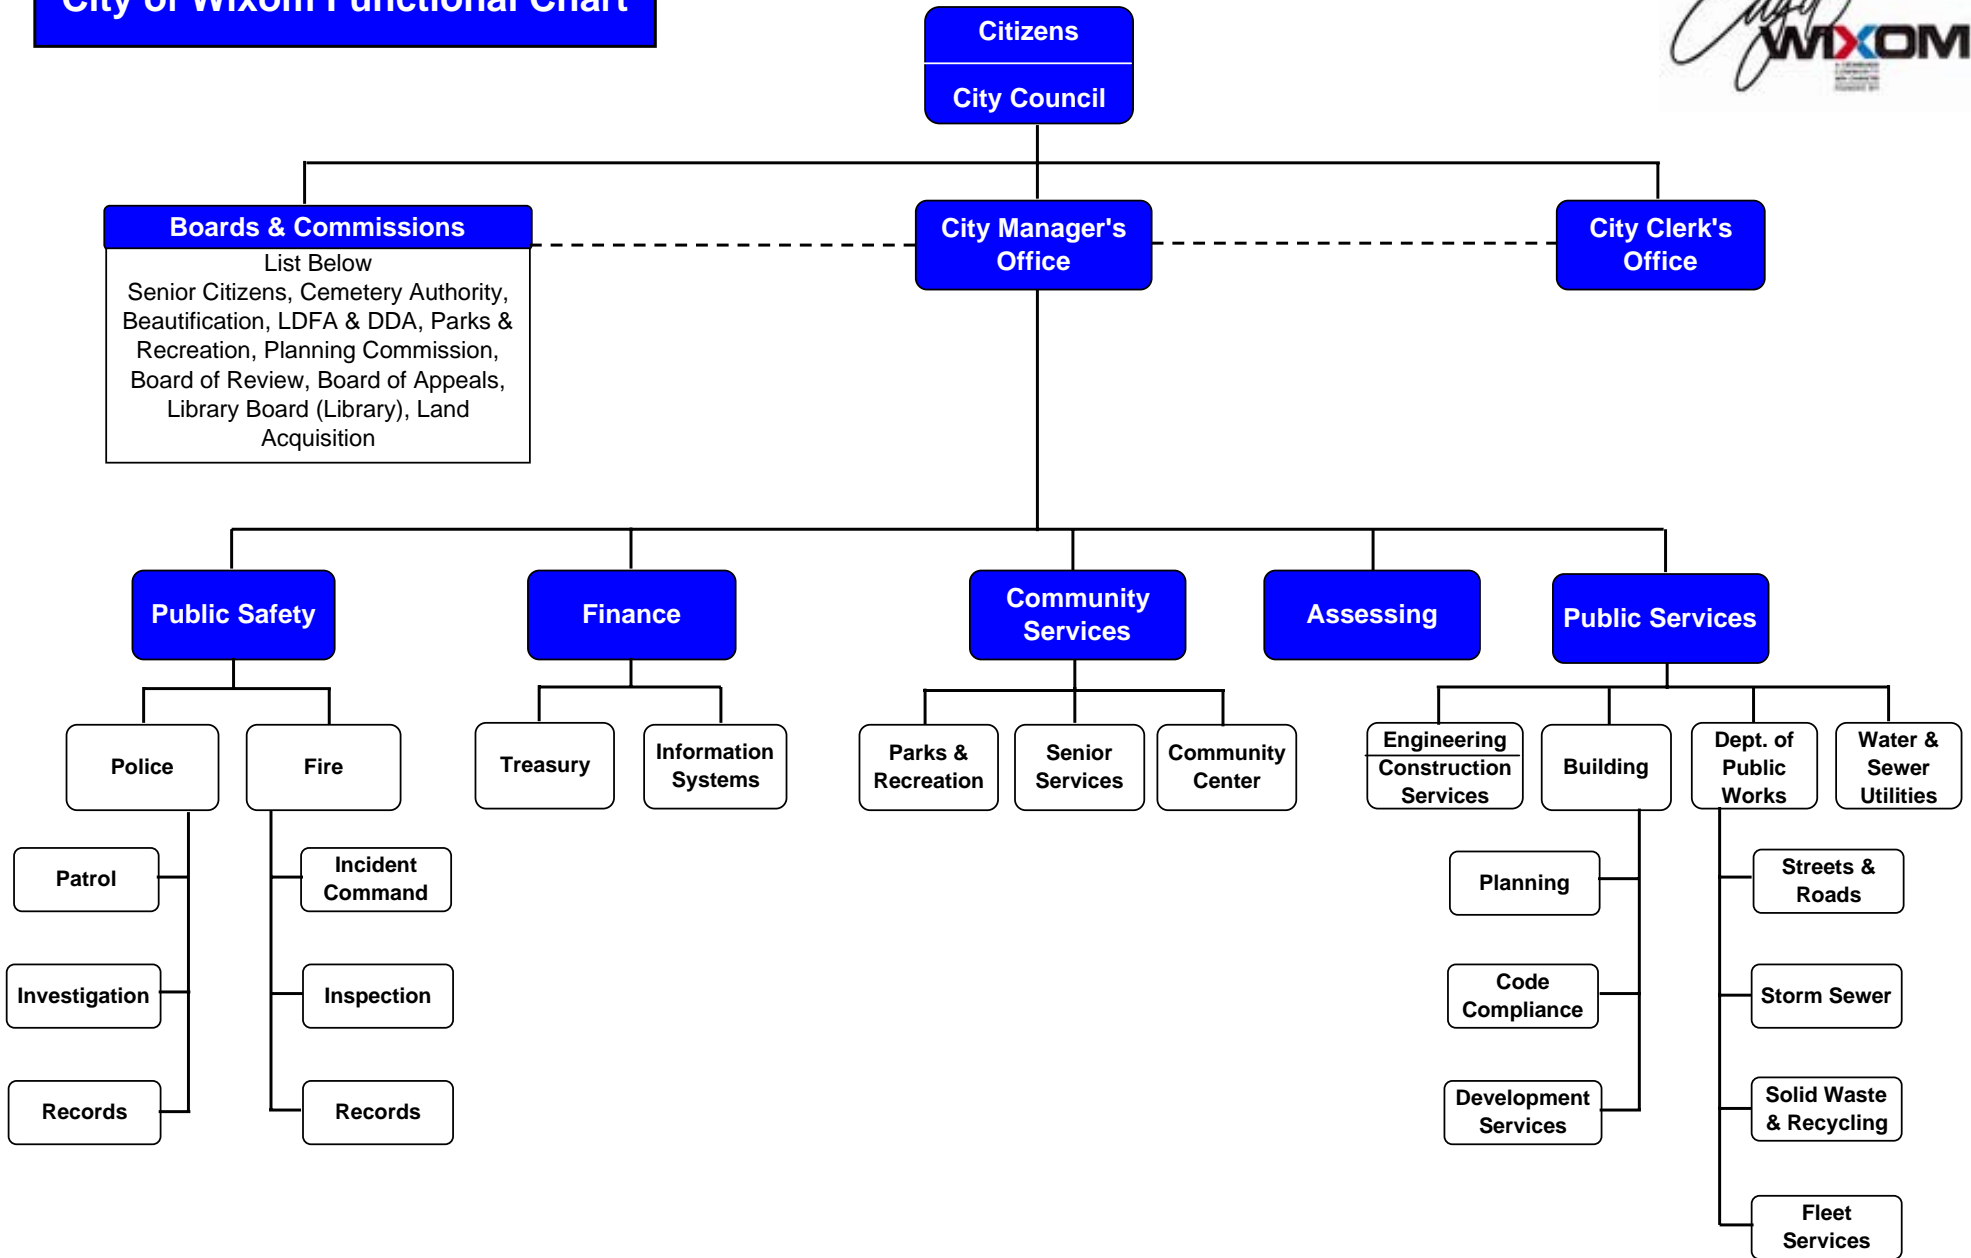 City of Wixom Functional Chart
Citizens
City Council
WIXOM
Boards & Commissions
List Below
Senior Citizens, Cemetery Authority,
Beautification, LDFA & DDA, Parks &
Recreation, Planning Commission,
Board of Review, Board of Appeals,
Library Board (Library), Land
Acquisition
City Manager's
Office
City Clerk's
Office
Public Safety
Finance
Community
Services
Assessing
Public Services
Police
Fire
Treasury
Information
Systems
Parks &
Recreation
Senior
Services
Community
Center
Engineering
Construction
Services
Building
Dept. of
Public
Works
Water &
Sewer
Utilities
Patrol
Investigation
Records
Incident
Command
Inspection
Records
Planning
Code
Compliance
Development
Services
Streets &
Roads
Storm Sewer
Solid Waste
& Recycling
Fleet
Services